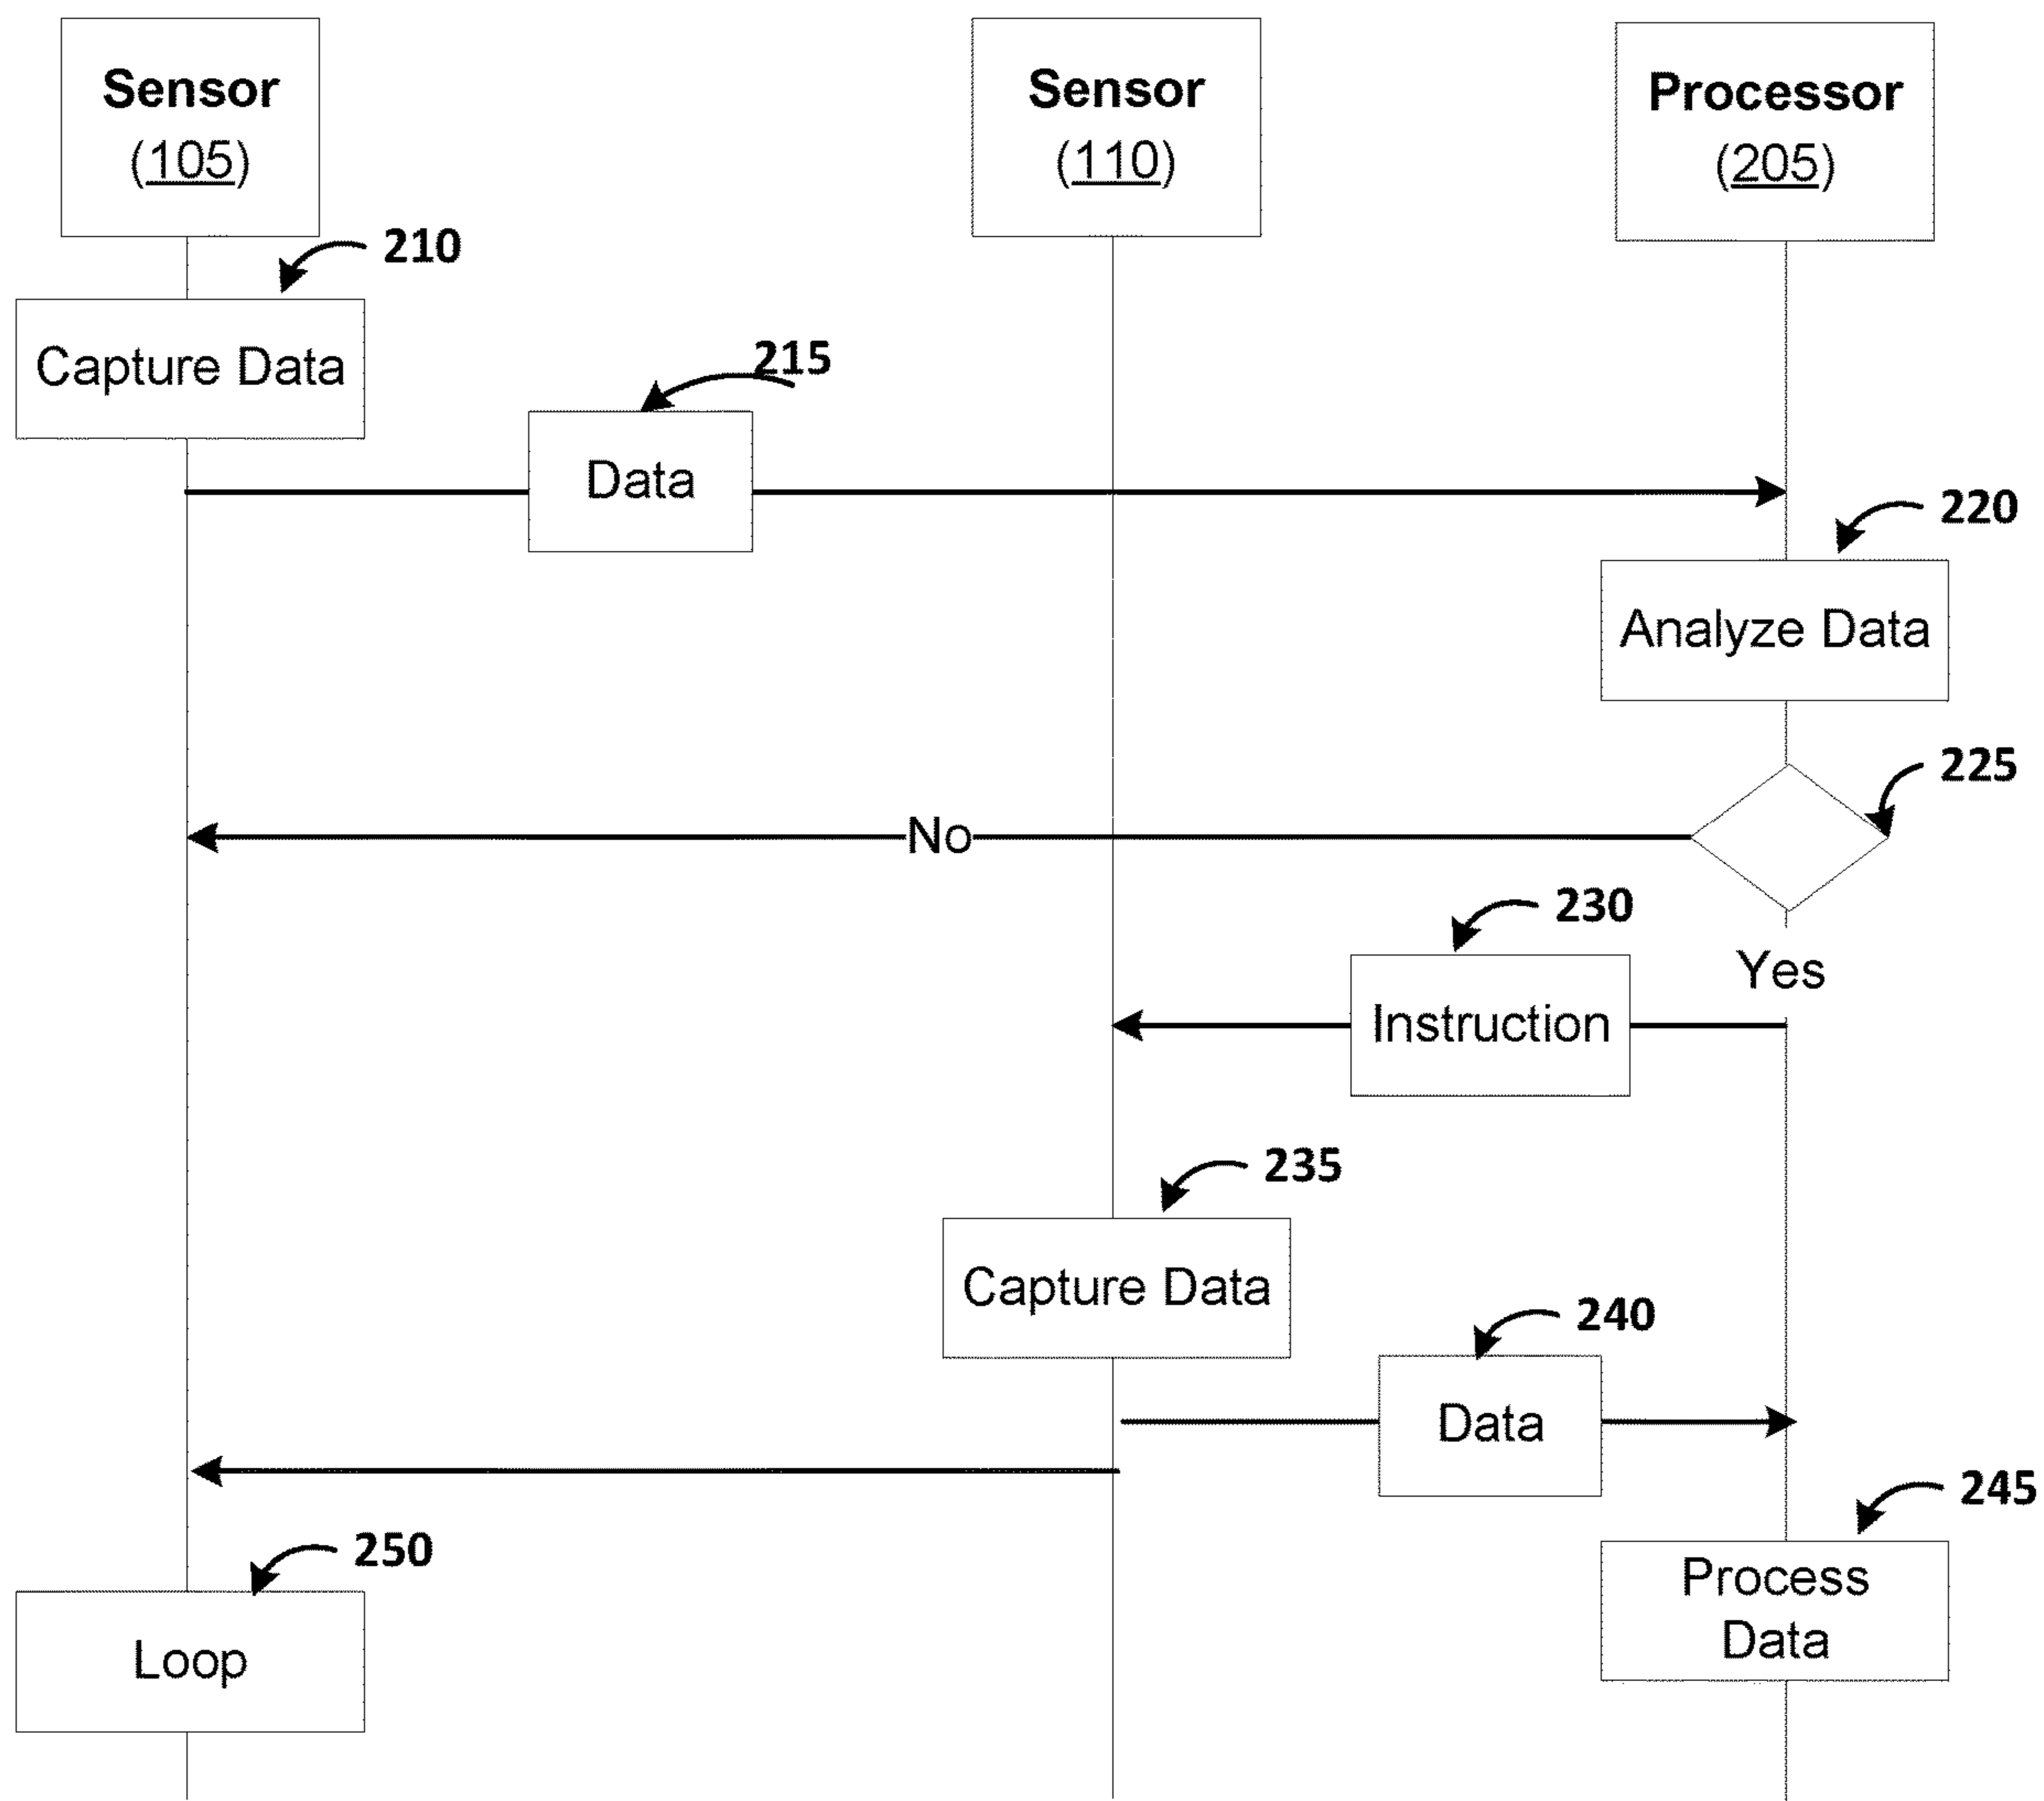 Sensor
(105)
Sensor
(110)
Processor
(205)
210
Capture Data
215
Data
220
Analyze Data
225
No
230
Yes
Instruction
235
Capture Data
240
Data
245
250
Process
Data
Loop